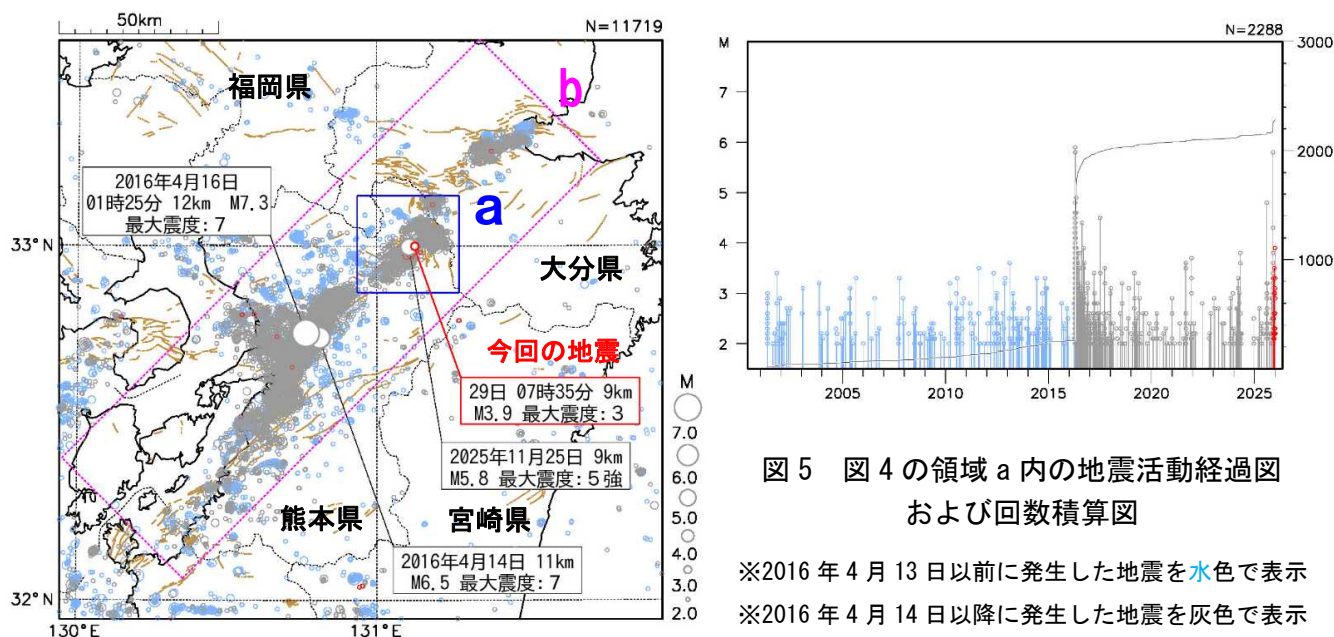 50km
N=11719
福岡県
b
2016年4月16日
01時25分 12km M7.3
最大震度：7
a
33°N
大分県
今回の地震
29日 07時35分 9km
M3.9 最大震度：3
2025年11月25日 9km
M5.8 最大震度：5強
熊本県
宮崎県
2016年4月14日 11km
M6.5 最大震度：7
32°N
130°E
131°E
M
7.0
6.0
5.0
4.0
3.0
2.0
N=2288
M
7
6
5
4
3
2
3000
2000
1000
2005
2010
2015
2020
2025
図5 図4の領域a内の地震活動経過図
および回数積算図
※2016年4月13日以前に発生した地震を水色で表示
※2016年4月14日以降に発生した地震を灰色で表示